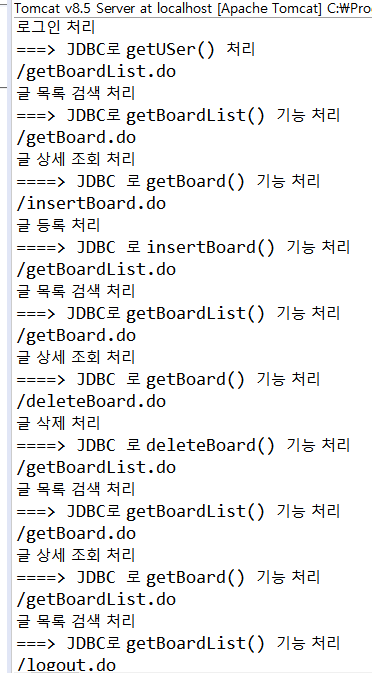 Tomcat v8.5 Server at localhost [Apache Tomcat] C:₩Pro
로그인 처리
===> JDBC로 getUSer() 처리
/getBoardList.do
글 목록 검색 처리
===> JDBC로 getBoardList() 기능 처리
/getBoard.do
글 상세 조회 처리
====> JDBC 로 getBoard() 기능 처리
/insertBoard.do
글 등록 처리
====> JDBC 로 insertBoard() 기능 처리
/getBoardList.do
글 목록 검색 처리
===> JDBC로 getBoardList() 기능 처리
/getBoard.do
글 상세 조회 처리
====> JDBC 로 getBoard() 기능 처리
/deleteBoard.do
글 삭제 처리
====> JDBC 로 deleteBoard() 기능 처리
/getBoardList.do
글 목록 검색 처리
===> JDBC로 getBoardList() 기능 처리
/getBoard.do
글 상세 조회 처리
====> JDBC 로 getBoard() 기능 처리
/getBoardList.do
글 목록 검색 처리
===> JDBC로 getBoardList() 기능 처리
/logout.do